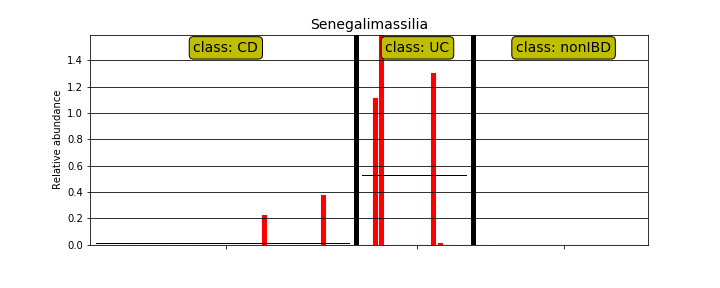 Senegalimassilia
class: CD
class: UC
class: nonIBD
Relative abundance
1.4
1.2
1.0
0.8
0.6
0.4
0.2
0.0